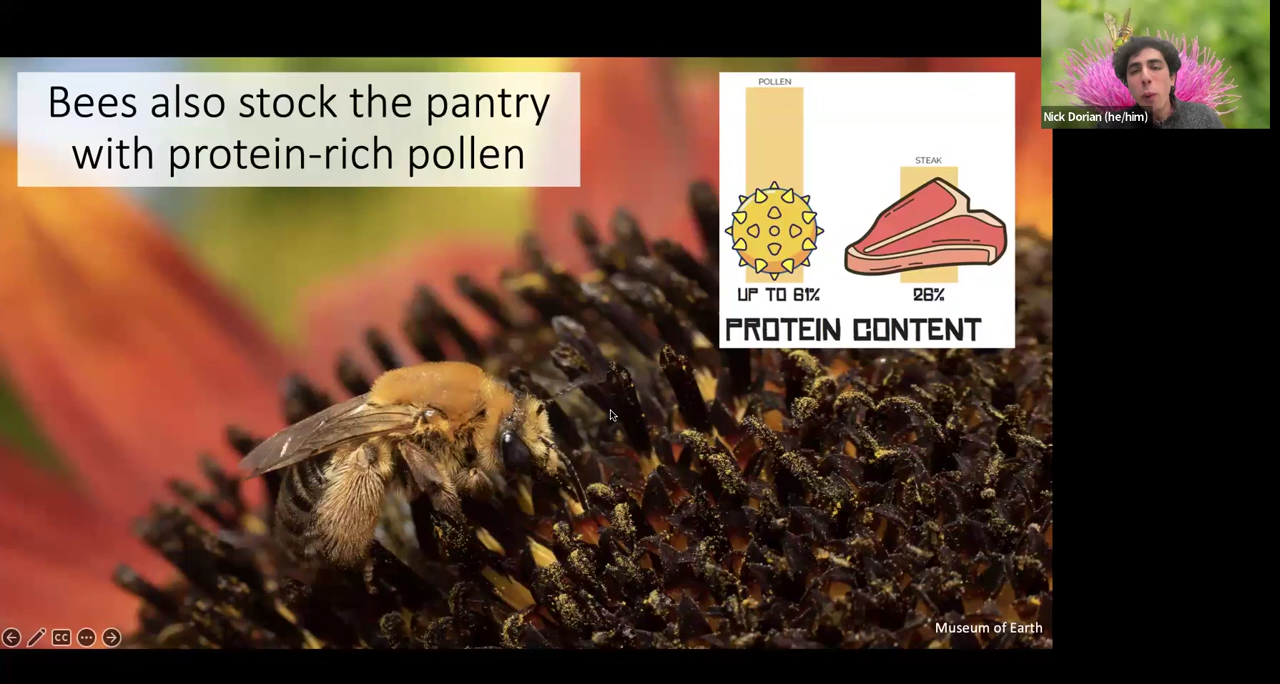 Bees also stock the pantry
with protein-rich pollen
POLLEN
STEAK
UP TO 61%
26%
PROTEIN CONTENT
Nick Dorian (he/him)
CC
Museum of Earth